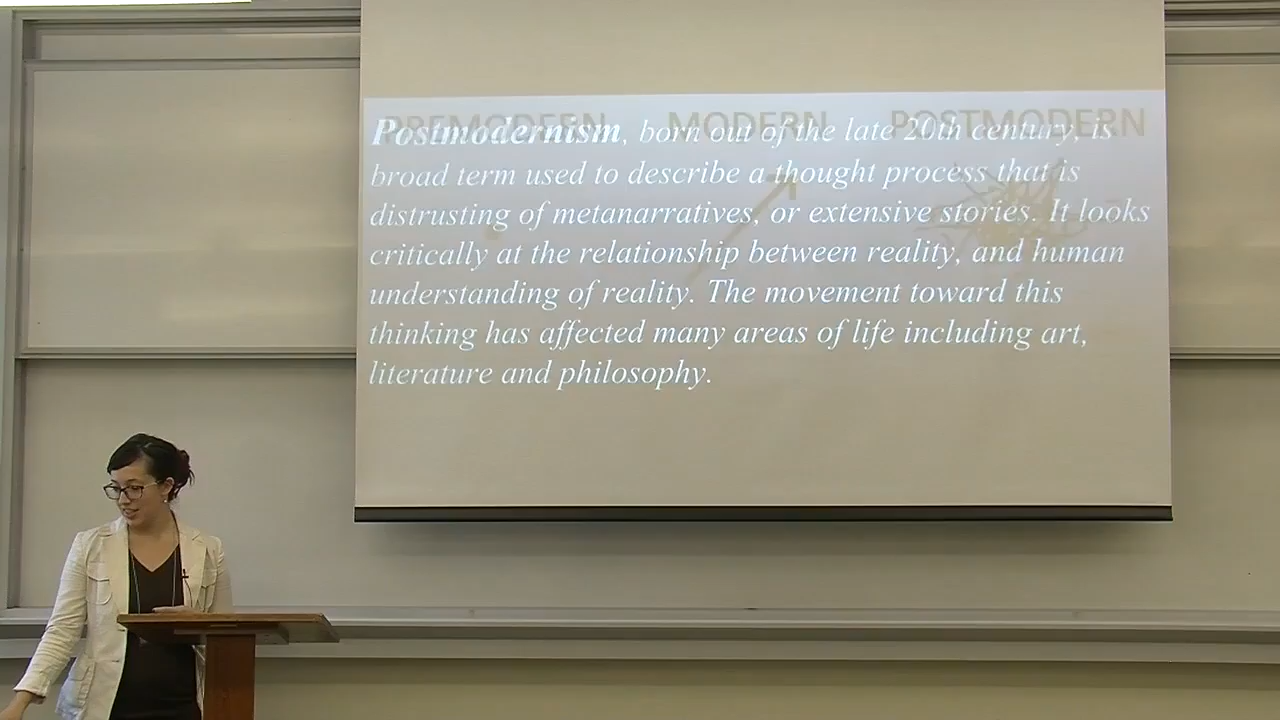 PREMODERN MODERN POSTMODERN
Postmodernism, born out of the late 20th century, is
broad term used to describe a thought process that is
distrusting of metanarratives, or extensive stories. It looks
critically at the relationship between reality, and human
understanding of reality. The movement toward this
thinking has affected many areas of life including art,
literature and philosophy.